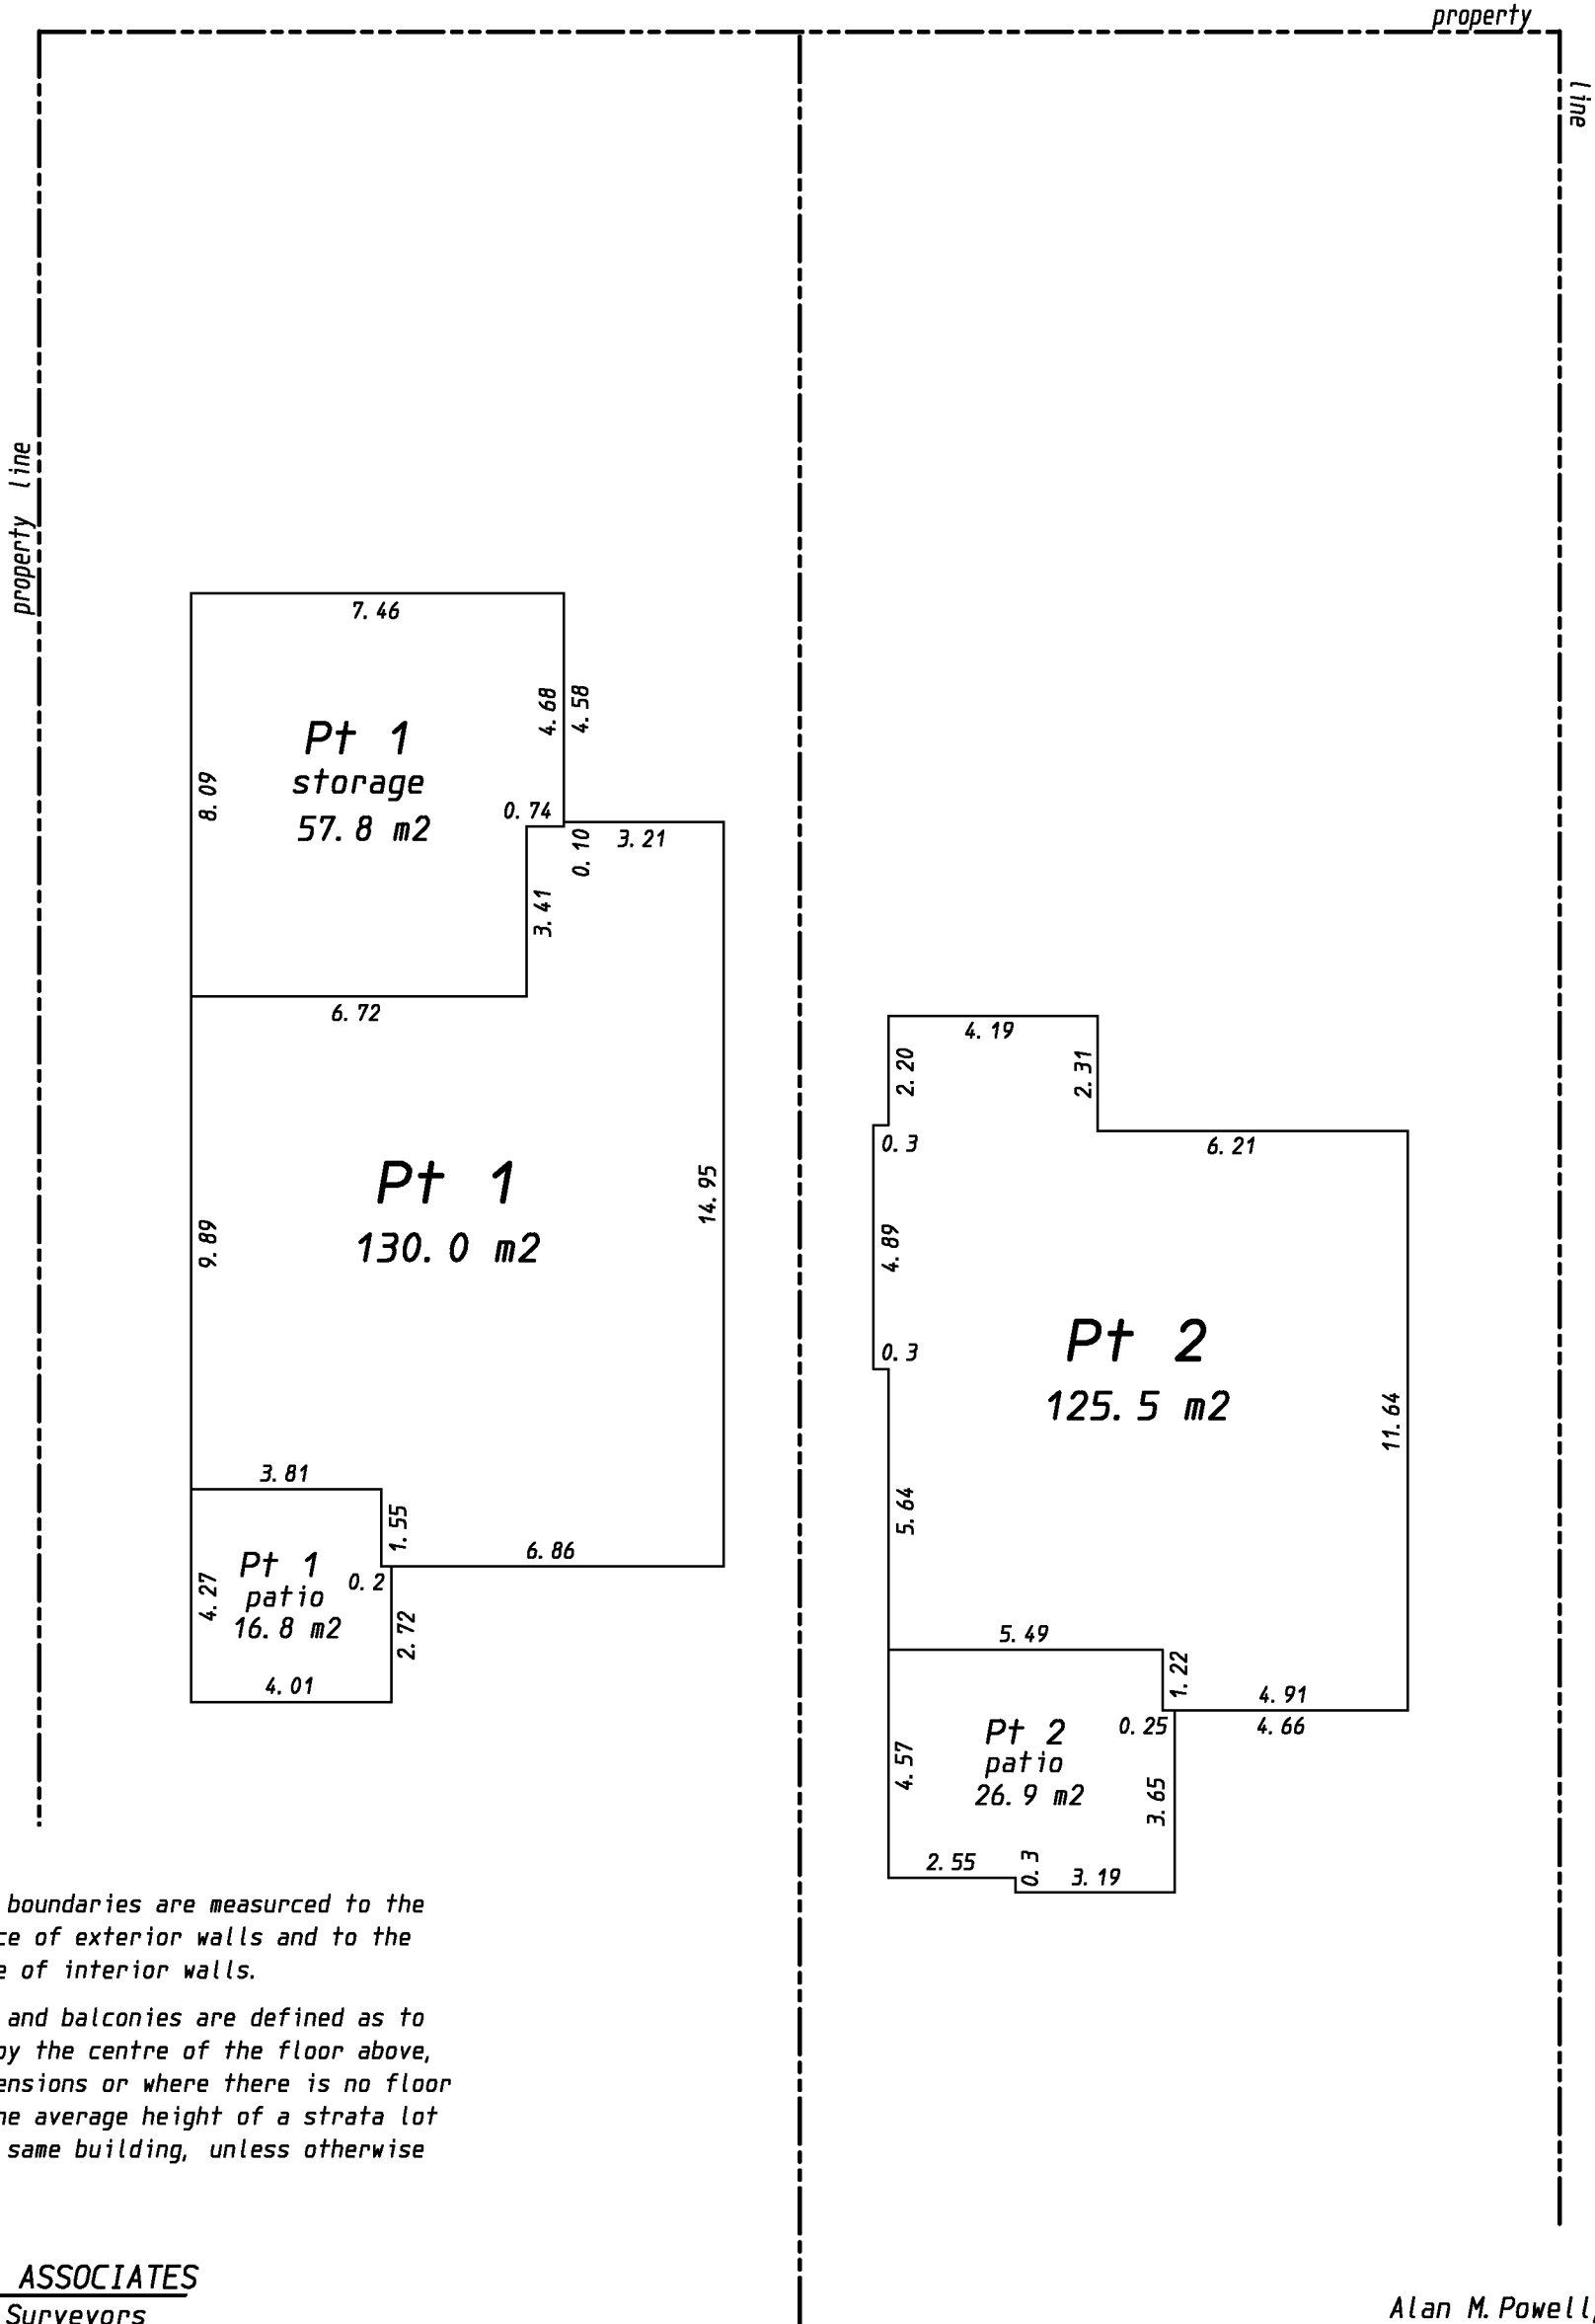 property
line
property line
7.46
4.68
4.58
Pt 1
storage
57.8 m2
8.09
0.74
0.10
3.21
3.41
6.72
4.19
2.20
2.31
0.3
6.21
Pt 1
130.0 m2
14.95
9.89
4.89
0.3
Pt 2
125.5 m2
11.64
3.81
1.55
5.64
6.86
Pt 1
patio
16.8 m2
0.2
4.27
2.72
4.01
5.49
1.22
4.91
0.25
4.66
Pt 2
patio
26.9 m2
4.57
3.65
2.55
0.3
3.19
boundaries are measurced to the
ce of exterior walls and to the
e of interior walls.
and balconies are defined as to
by the centre of the floor above,
ensions or where there is no floor
he average height of a strata lot
same building, unless otherwise
ASSOCIATES
Surveyors
Alan M. Powell,